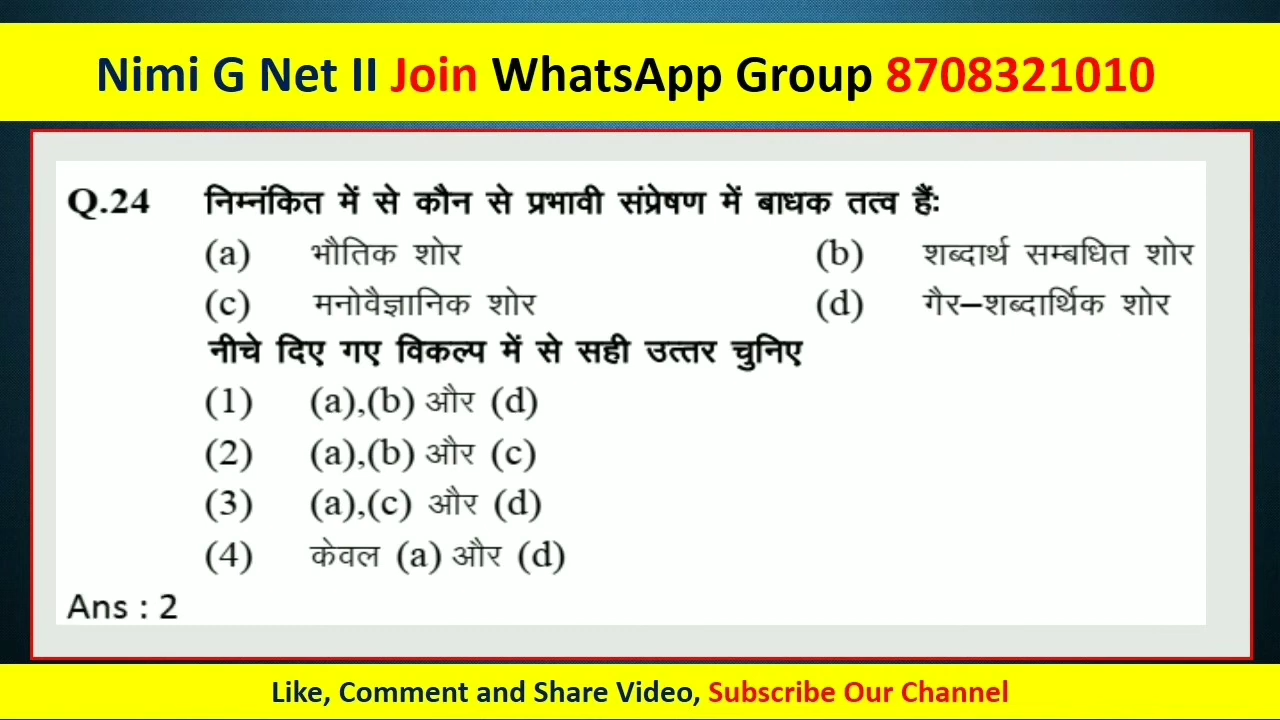 Nimi G Net II Join WhatsApp Group 8708321010
Q.24 निम्नंकित में से कौन से प्रभावी संप्रेषण में बाधक तत्व हैंः
(a) भौतिक शोर (b) शब्दार्थ सम्बधित शोर
(c) मनोवैज्ञानिक शोर (d) गैर–शब्दार्थिक शोर
नीचे दिए गए विकल्प में से सही उत्तर चुनिए
(1) (a),(b) और (d)
(2) (a),(b) और (c)
(3) (a),(c) और (d)
(4) केवल (a) और (d)
Ans : 2
Like, Comment and Share Video, Subscribe Our Channel